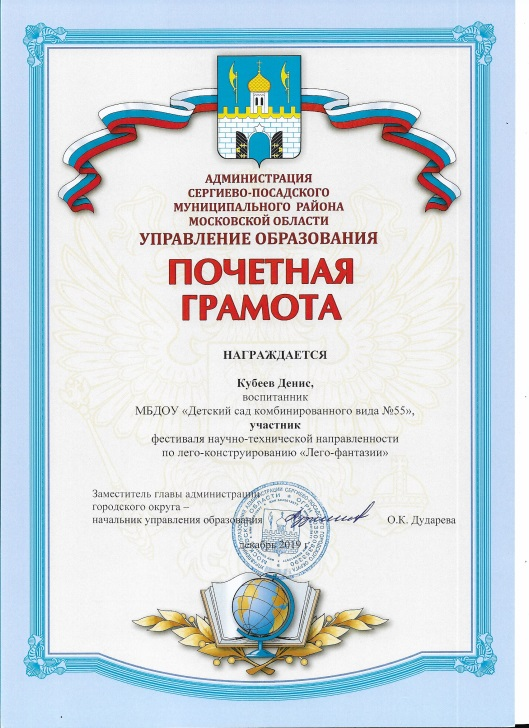 АДМИНИСТРАЦИЯ
СЕРГИЕВО-ПОСАДСКОГО
МУНИЦИПАЛЬНОГО РАЙОНА
МОСКОВСКОЙ ОБЛАСТИ
УПРАВЛЕНИЕ ОБРАЗОВАНИЯ
ПОЧЕТНАЯ
ГРАМОТА
НАГРАЖДАЕТСЯ
Кубеев Денис,
воспитанник
МБДОУ «Детский сад комбинированного вида №55»,
участник
фестиваля научно-технической направленности
по лего-конструированию «Лего-фантазии»
Заместитель главы администрации
городского округа –
начальник управления образования
О.К. Дударева
декабрь 2019 г.